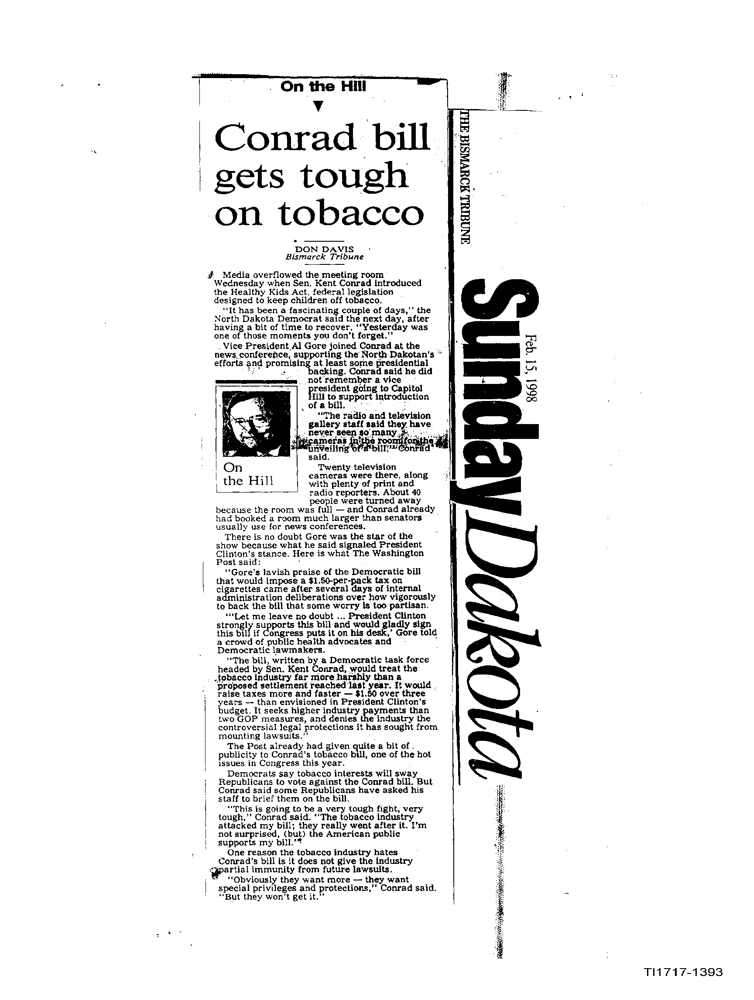 On the Hill
Conrad bill
gets tough
on tobacco
DON DAVIS
Bismarck Tribune
Media overflowed the meeting room
Wednesday when Sen. Kent Conrad introduced
the Healthy Kids Act, federal legislation
designed to keep children off tobacco.
"It has been a fascinating couple of days," the
North Dakota Democrat said the next day, after
having a bit of time to recover. "Yesterday was
one of those moments you don't forget."
Vice President Al Gore joined Conrad at the
news conference, supporting the North Dakotan's
efforts and promising at least some presidential
backing. Conrad said he did
not remember a vice
president going to Capitol
Hill to support introduction
of a bill.
"The radio and television
gallery staff said they have
never seen so many
cameras in the room for the
unveiling of a bill," Conrad
said.
On
the Hill
Twenty television
cameras were there, along
with plenty of print and
radio reporters. About 40
people were turned away
because the room was full — and Conrad already
had booked a room much larger than senators
usually use for news conferences.
There is no doubt Gore was the star of the
show because what he said signaled President
Clinton's stance. Here is what The Washington
Post said:
"Gore's lavish praise of the Democratic bill
that would impose a $1.50-per-pack tax on
cigarettes came after several days of internal
administration deliberations over how vigorously
to back the bill that some worry is too partisan.
"'Let me leave no doubt ... President Clinton
strongly supports this bill and would gladly sign
this bill if Congress puts it on his desk,' Gore told
a crowd of public health advocates and
Democratic lawmakers.
"The bill, written by a Democratic task force
headed by Sen. Kent Conrad, would treat the
tobacco industry far more harshly than a
proposed settlement reached last year. It would
raise taxes more and faster — $1.50 over three
years — than envisioned in President Clinton's
budget. It seeks higher industry payments than
two GOP measures, and denies the industry the
controversial legal protections it has sought from
mounting lawsuits."
The Post already had given quite a bit of
publicity to Conrad's tobacco bill, one of the hot
issues in Congress this year.
Democrats say tobacco interests will sway
Republicans to vote against the Conrad bill. But
Conrad said some Republicans have asked his
staff to brief them on the bill.
"This is going to be a very tough fight, very
tough," Conrad said. "The tobacco industry
attacked my bill; they really went after it. I'm
not surprised, (but) the American public
supports my bill."
One reason the tobacco industry hates
Conrad's bill is it does not give the industry
partial immunity from future lawsuits.
"Obviously they want more — they want
special privileges and protections," Conrad said.
"But they won't get it."
THE BISMARCK TRIBUNE
Sunday Dakota
Feb. 15, 1998
TI1717-1393